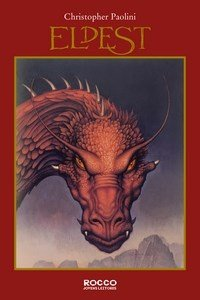 Christopher Paolini
ELDEST
ROCCO
JOVENS LEITORES